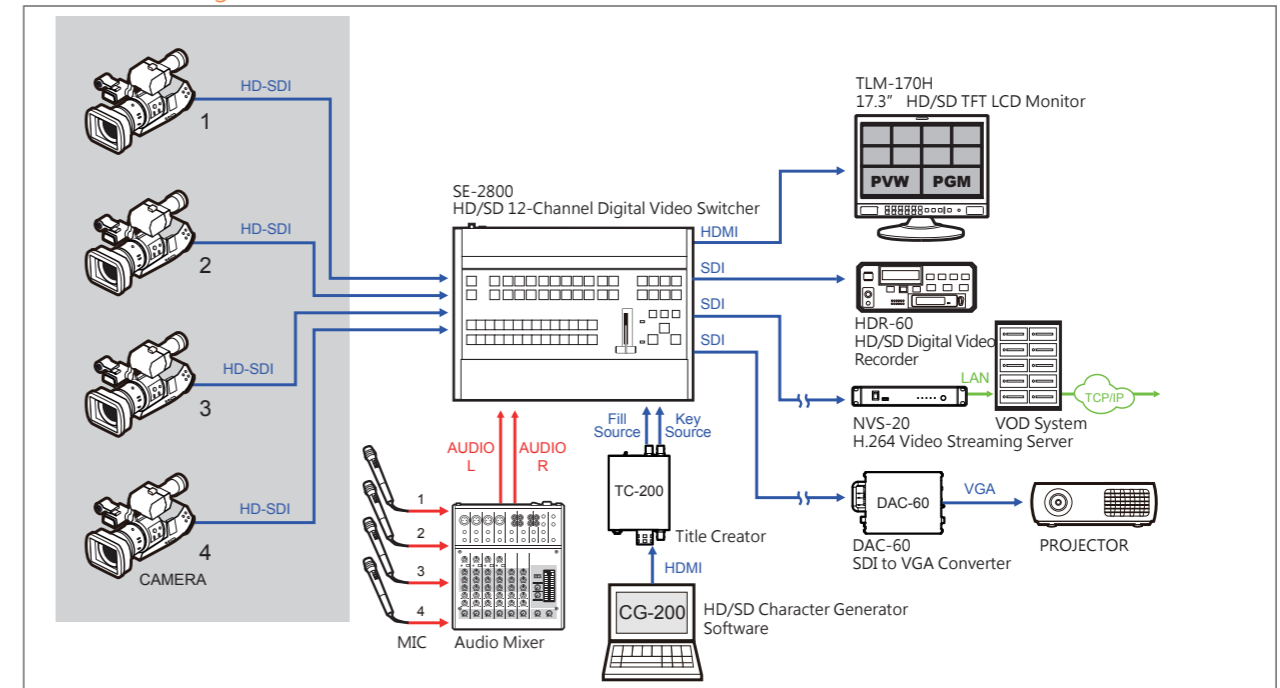 HD-SDI
1
HD-SDI
2
HD-SDI
3
HD-SDI
4
CAMERA
SE-2800
HD/SD 12-Channel Digital Video Switcher
HDMI
SDI
SDI
SDI
TLM-170H
17.3" HD/SD TFT LCD Monitor
PVW PGM
HDR-60
HD/SD Digital Video
Recorder
LAN
TCP/IP
NVS-20
H.264 Video Streaming Server
VOD System
DAC-60
VGA
DAC-60
SDI to VGA Converter
PROJECTOR
AUDIO
L
AUDIO
R
1
2
3
4
MIC
Audio Mixer
Fill
Source
Key
Source
TC-200
Title Creator
HDMI
CG-200
HD/SD Character Generator
Software